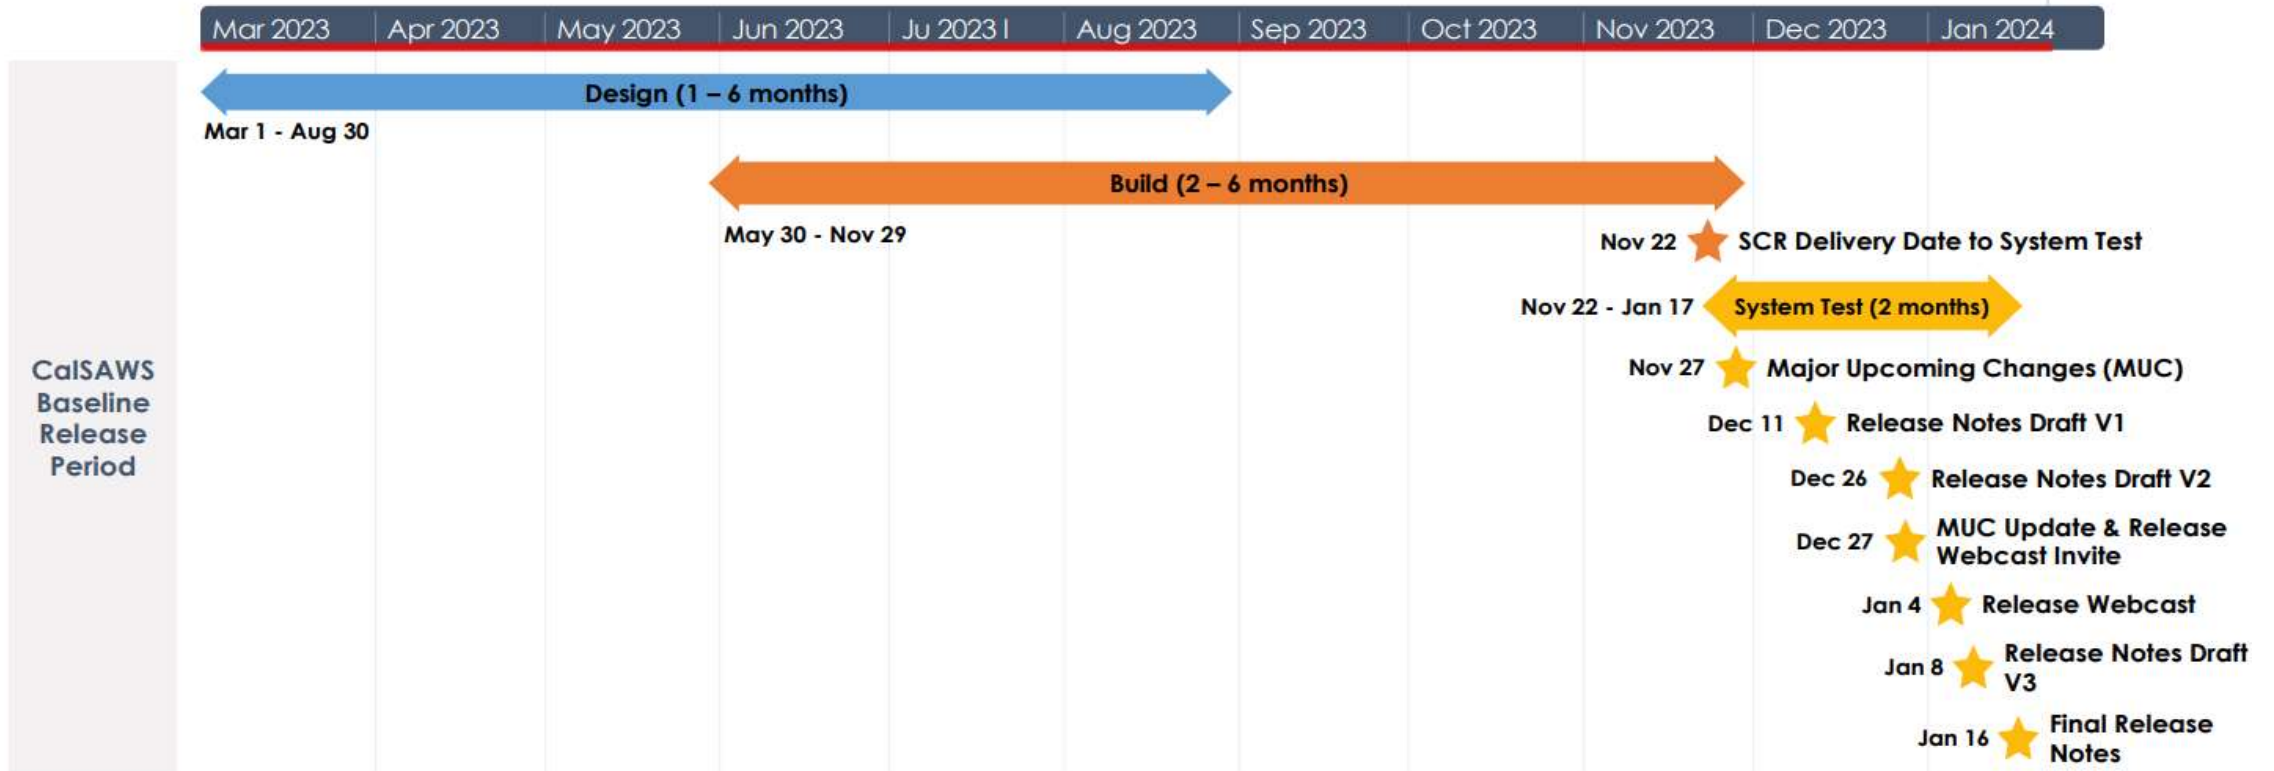 Mar 2023 Apr 2023 May 2023 Jun 2023 Ju 2023 l Aug 2023 Sep 2023 Oct 2023 Nov 2023 Dec 2023 Jan 2024
Design (1 – 6 months)
Mar 1 - Aug 30
Build (2 – 6 months)
May 30 - Nov 29
Nov 22 SCR Delivery Date to System Test
Nov 22 - Jan 17 System Test (2 months)
CalSAWS
Baseline
Release
Period
Nov 27 Major Upcoming Changes (MUC)
Dec 11 Release Notes Draft V1
Dec 26 Release Notes Draft V2
Dec 27 MUC Update & Release
Webcast Invite
Jan 4 Release Webcast
Jan 8 Release Notes Draft
V3
Jan 16 Final Release
Notes